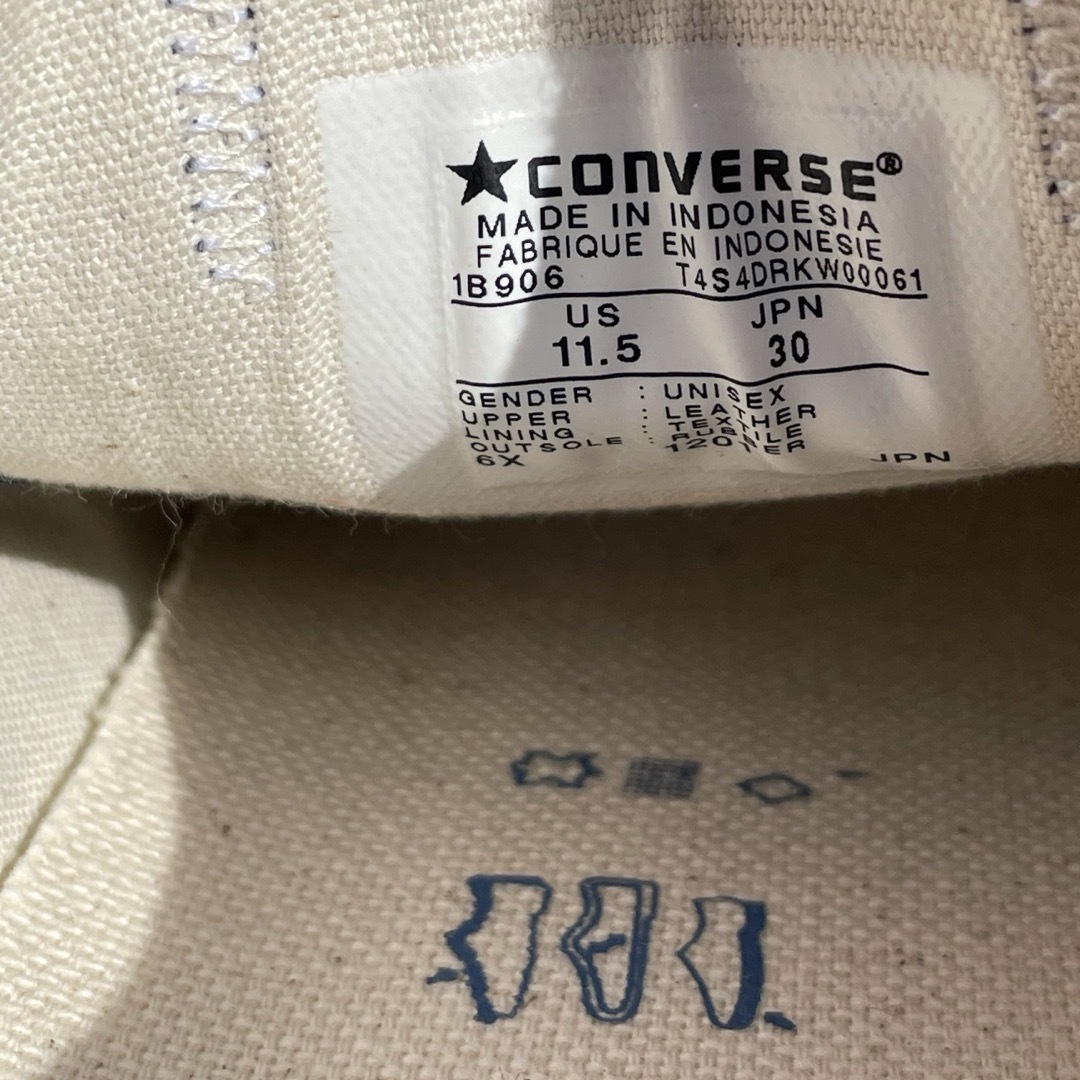 ★CONVERSE®
MADE IN INDONESIA
FABRIQUE EN INDONESIE
1B906 T4S4DRKW00061
US JPN
11.5 30
GENDER : UNISEX
UPPER : LEATHER
LINING : TEXTILE
OUTSOLE : RUBBER
6X 120 JPN